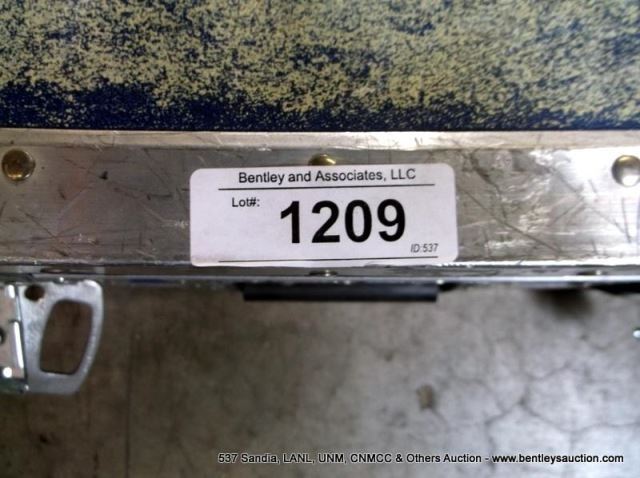 Bentley and Associates, LLC
Lot#:
1209
ID:537
537 Sandia, LANL, UNM, CNMCC & Others Auction - www.bentleysauction.com